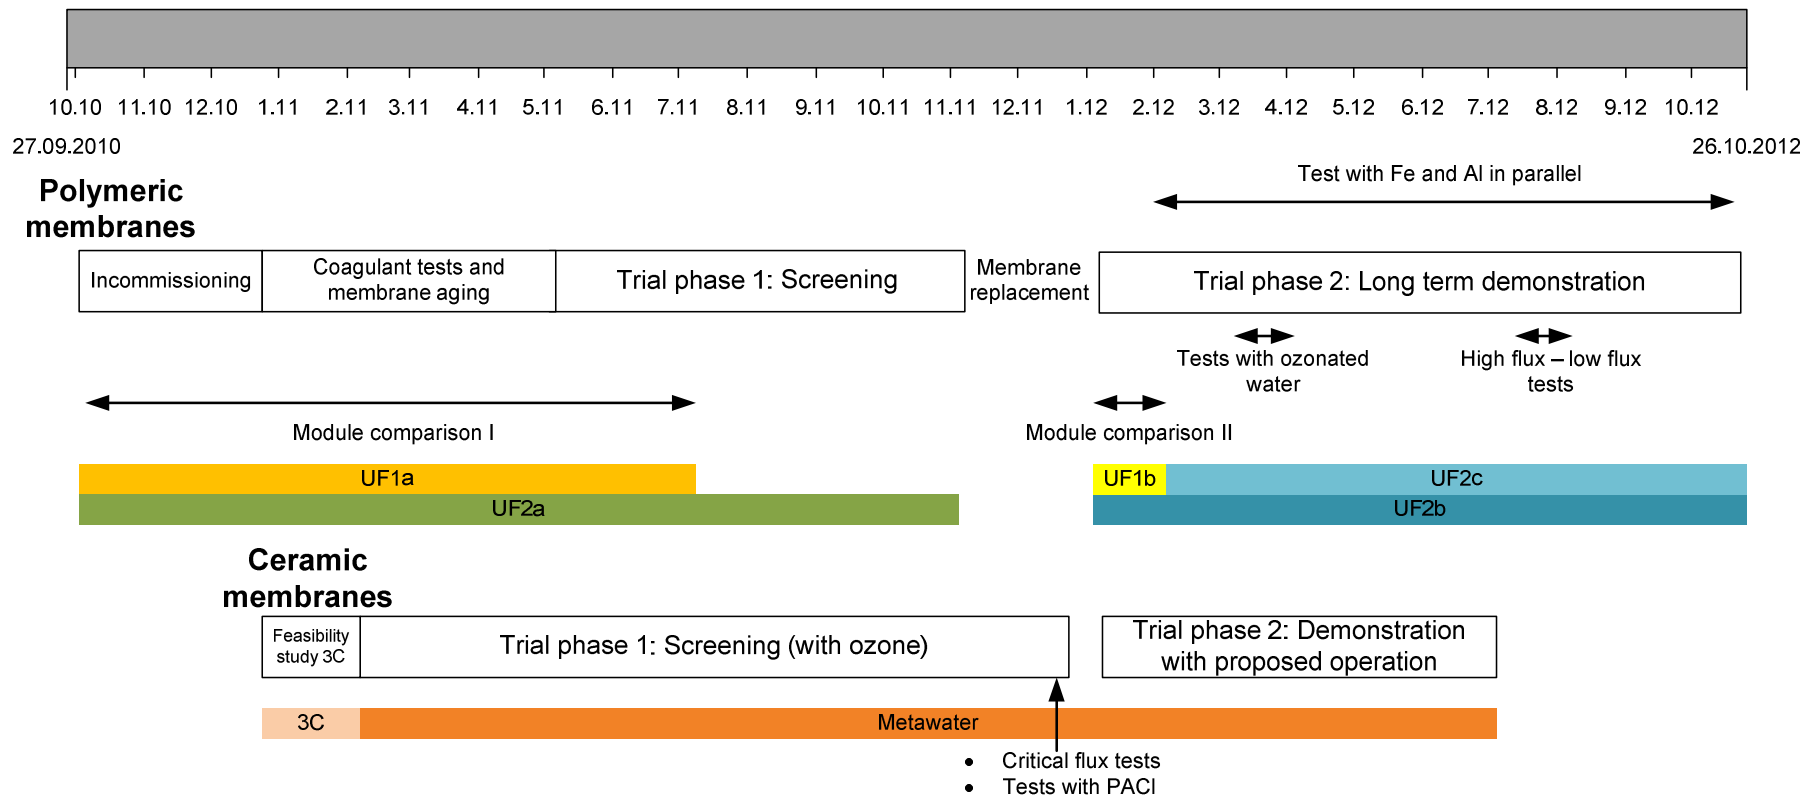 10.10 11.10 12.10 1.11 2.11 3.11 4.11 5.11 6.11 7.11 8.11 9.11 10.11 11.11 12.11 1.12 2.12 3.12 4.12 5.12 6.12 7.12 8.12 9.12 10.12
27.09.2010
26.10.2012
Test with Fe and Al in parallel
Polymeric
membranes
Incommissioning
Coagulant tests and
membrane aging
Trial phase 1: Screening
Membrane
replacement
Trial phase 2: Long term demonstration
Tests with ozonated
water
High flux – low flux
tests
Module comparison I
Module comparison II
UF1a
UF1b
UF2c
UF2a
UF2b
Ceramic
membranes
Feasibility
study 3C
Trial phase 1: Screening (with ozone)
Trial phase 2: Demonstration
with proposed operation
3C
Metawater
• Critical flux tests
• Tests with PACl